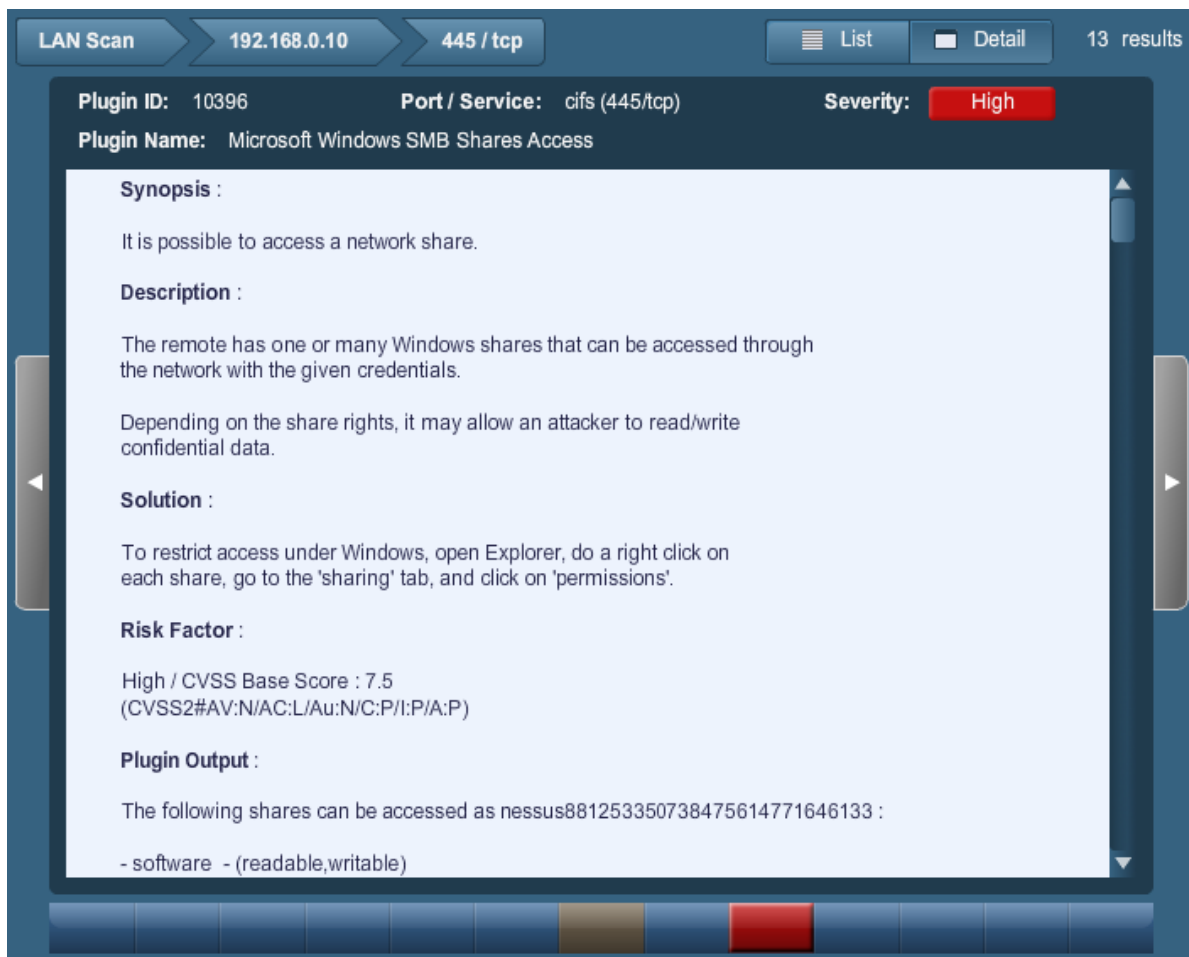 LAN Scan 192.168.0.10 445 / tcp List Detail 13 results
Plugin ID: 10396 Port / Service: cifs (445/tcp) Severity: High
Plugin Name: Microsoft Windows SMB Shares Access
Synopsis :
It is possible to access a network share.
Description :
The remote has one or many Windows shares that can be accessed through
the network with the given credentials.
Depending on the share rights, it may allow an attacker to read/write
confidential data.
Solution :
To restrict access under Windows, open Explorer, do a right click on
each share, go to the 'sharing' tab, and click on 'permissions'.
Risk Factor :
High / CVSS Base Score : 7.5
(CVSS2#AV:N/AC:L/Au:N/C:P/I:P/A:P)
Plugin Output :
The following shares can be accessed as nessus881253350738475614771646133 :
- software - (readable,writable)